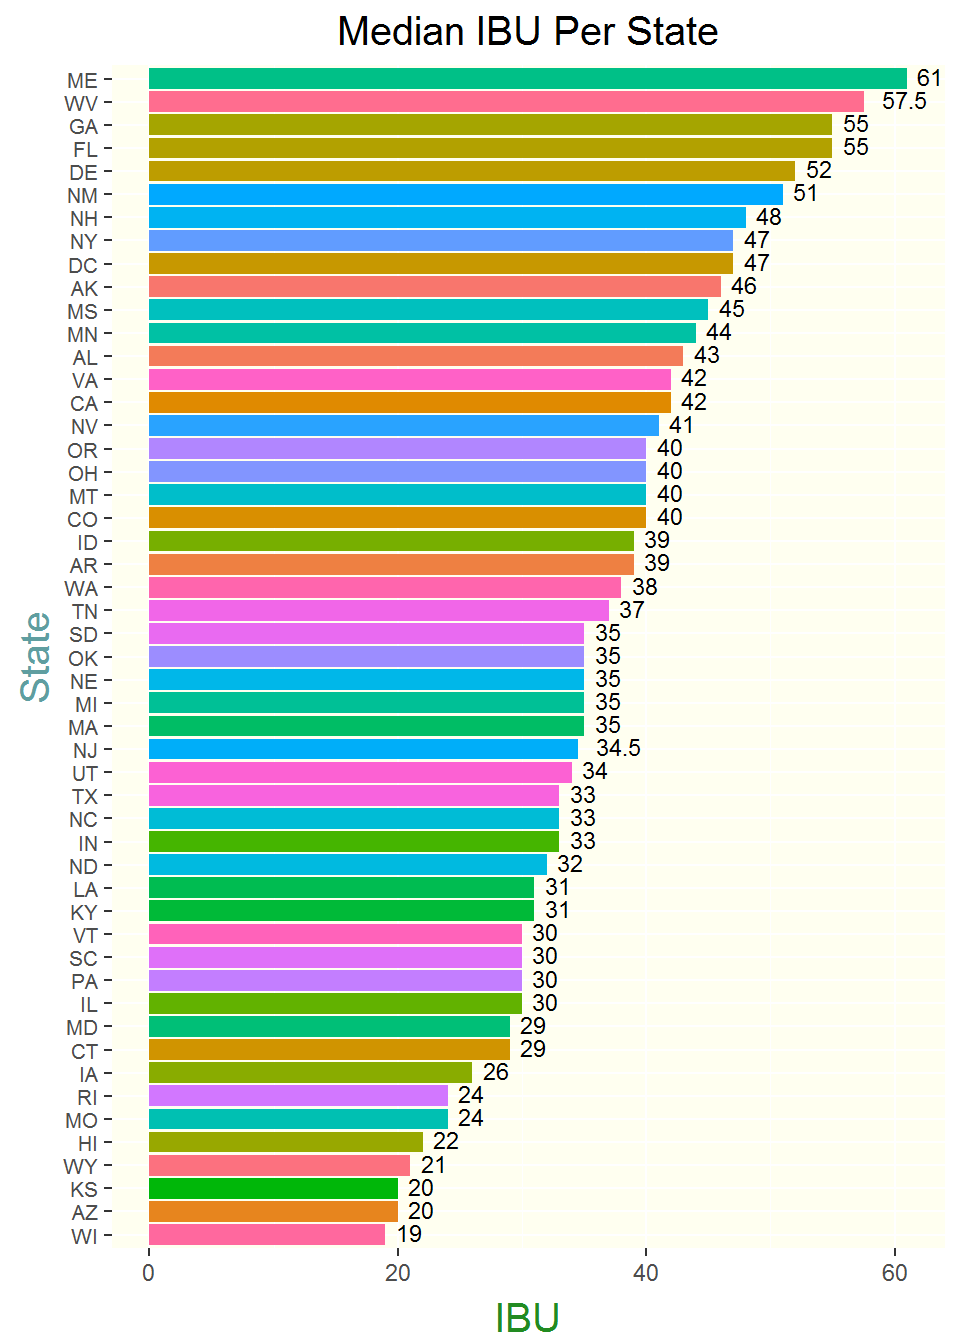 Median IBU Per State
ME 61
WV 57.5
GA 55
FL 55
DE 52
NM 51
NH 48
NY 47
DC 47
AK 46
MS 45
MN 44
AL 43
VA 42
CA 42
NV 41
OR 40
OH 40
MT 40
CO 40
ID 39
AR 39
WA 38
TN 37
SD 35
OK 35
NE 35
MI 35
MA 35
NJ 34.5
UT 34
TX 33
NC 33
IN 33
ND 32
LA 31
KY 31
VT 30
SC 30
PA 30
IL 30
MD 29
CT 29
IA 26
RI 24
MO 24
HI 22
WY 21
KS 20
AZ 20
WI 19
State
0 20 40 60
IBU